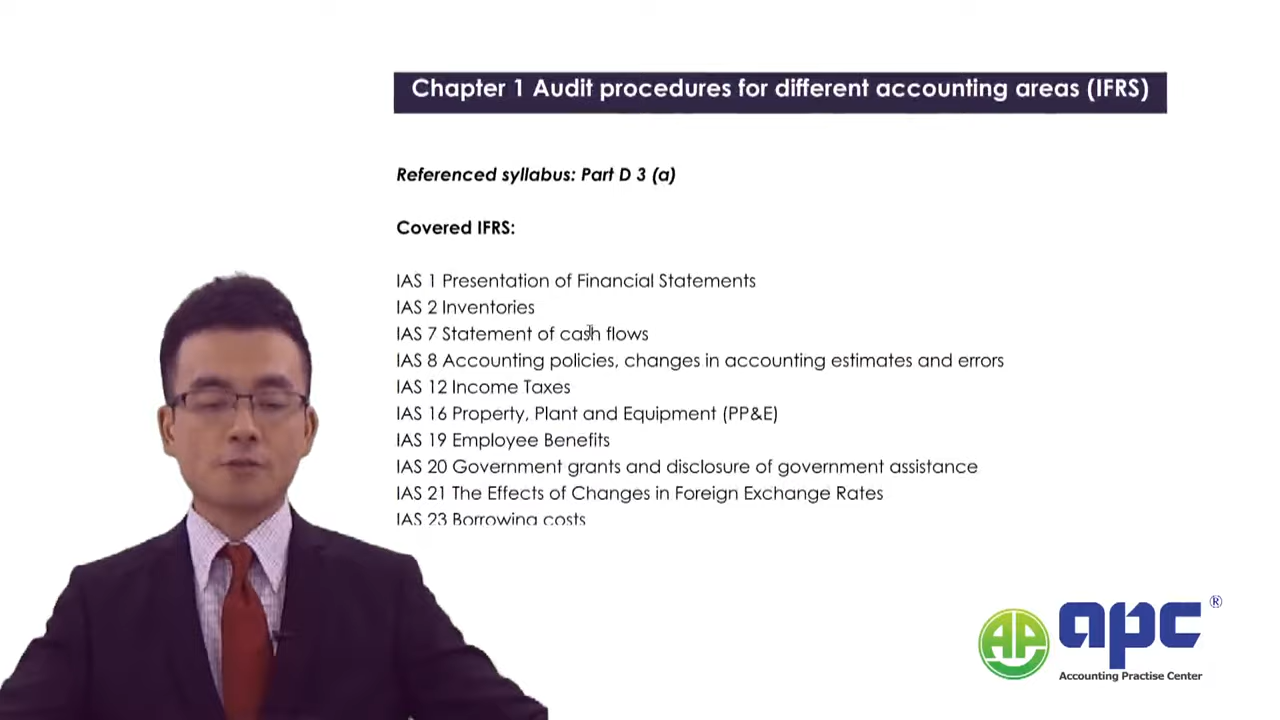 Chapter 1 Audit procedures for different accounting areas (IFRS)
Referenced syllabus: Part D 3 (a)
Covered IFRS:
IAS 1 Presentation of Financial Statements
IAS 2 Inventories
IAS 7 Statement of cash flows
IAS 8 Accounting policies, changes in accounting estimates and errors
IAS 12 Income Taxes
IAS 16 Property, Plant and Equipment (PP&E)
IAS 19 Employee Benefits
IAS 20 Government grants and disclosure of government assistance
IAS 21 The Effects of Changes in Foreign Exchange Rates
IAS 23 Borrowing costs
AP apc ®
Accounting Practise Center